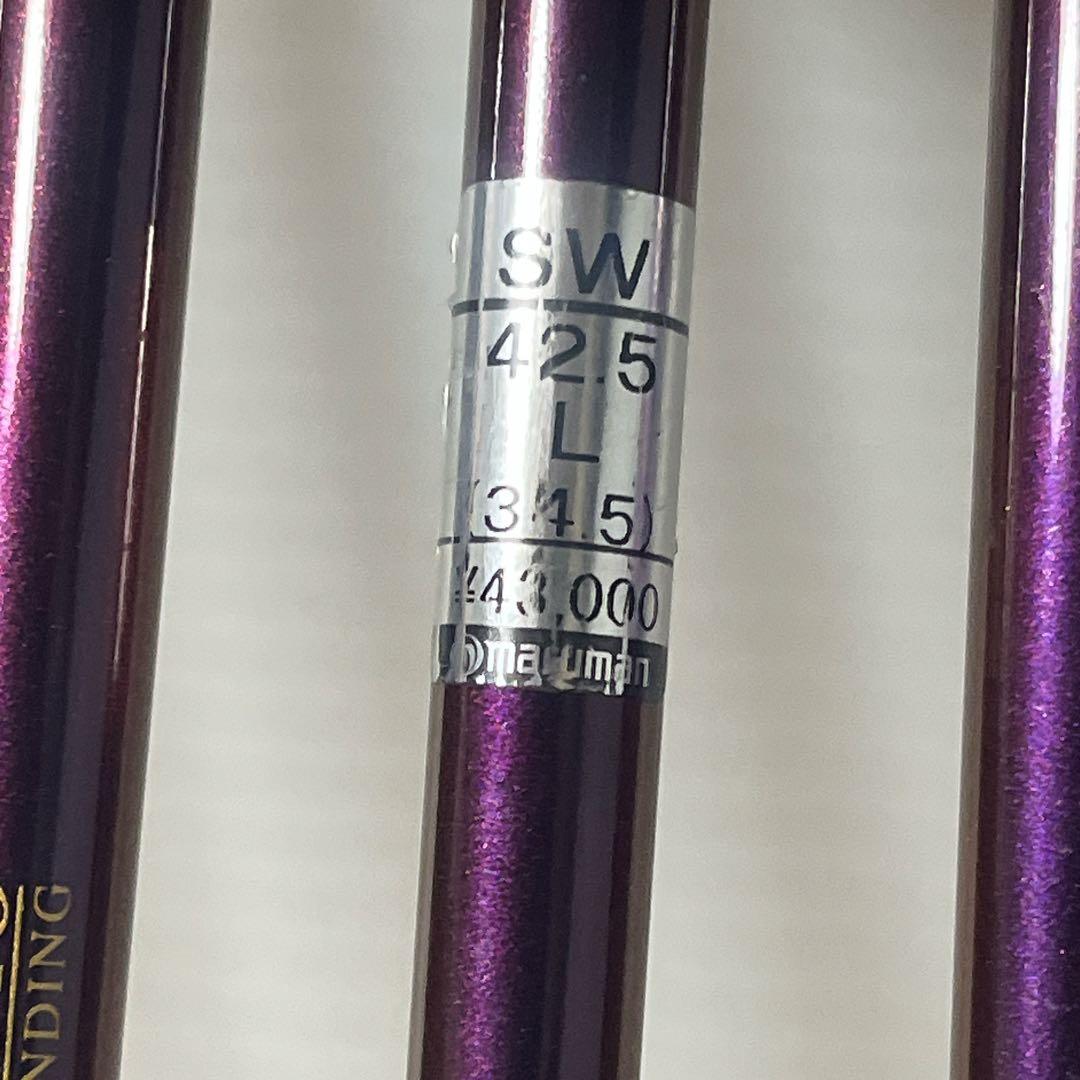 SW
42.5
L
(34.5)
¥43,000
maruman
NDING